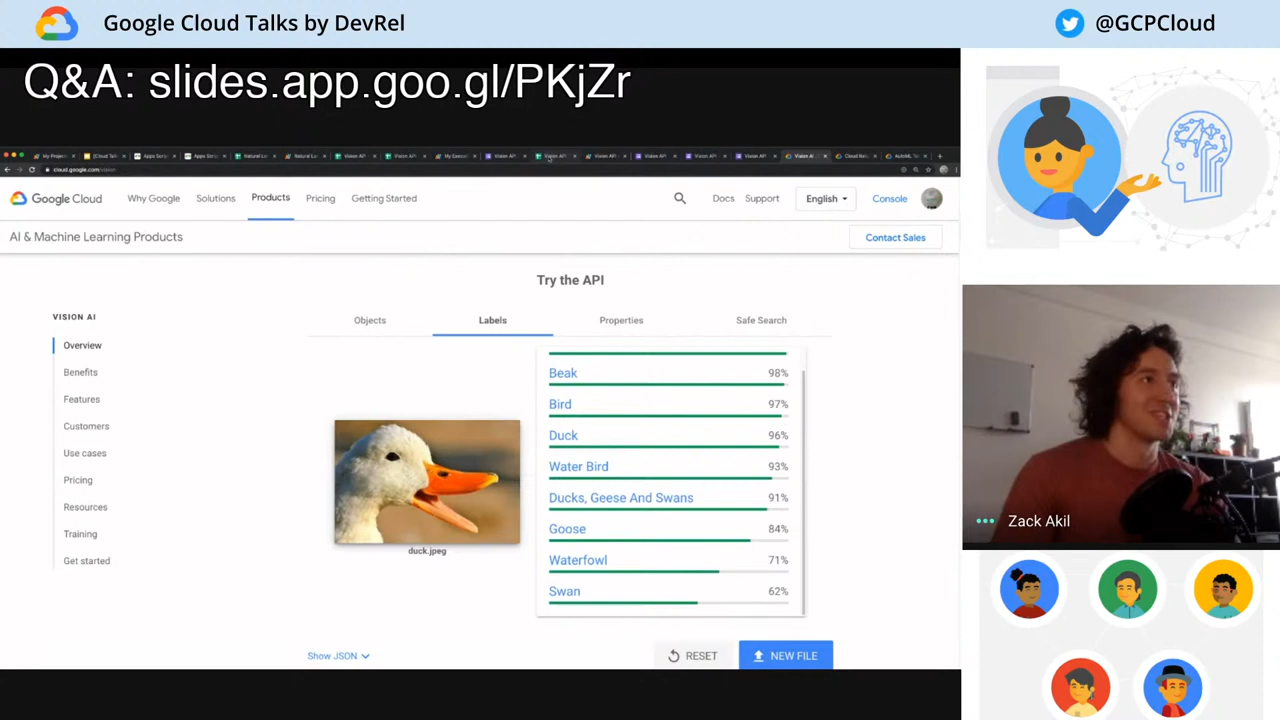 Google Cloud Talks by DevRel
@GCPCloud
Q&A: slides.app.goo.gl/PKjZr
cloud.google.com/vision
Google Cloud
Why Google
Solutions
Products
Pricing
Getting Started
Docs
Support
English
Console
AI & Machine Learning Products
Contact Sales
Try the API
VISION AI
Overview
Benefits
Features
Customers
Use cases
Pricing
Resources
Training
Get started
Objects
Labels
Properties
Safe Search
duck.jpeg
Beak 98%
Bird 97%
Duck 96%
Water Bird 93%
Ducks, Geese And Swans 91%
Goose 84%
Waterfowl 71%
Swan 62%
Show JSON
RESET
NEW FILE
Zack Akil